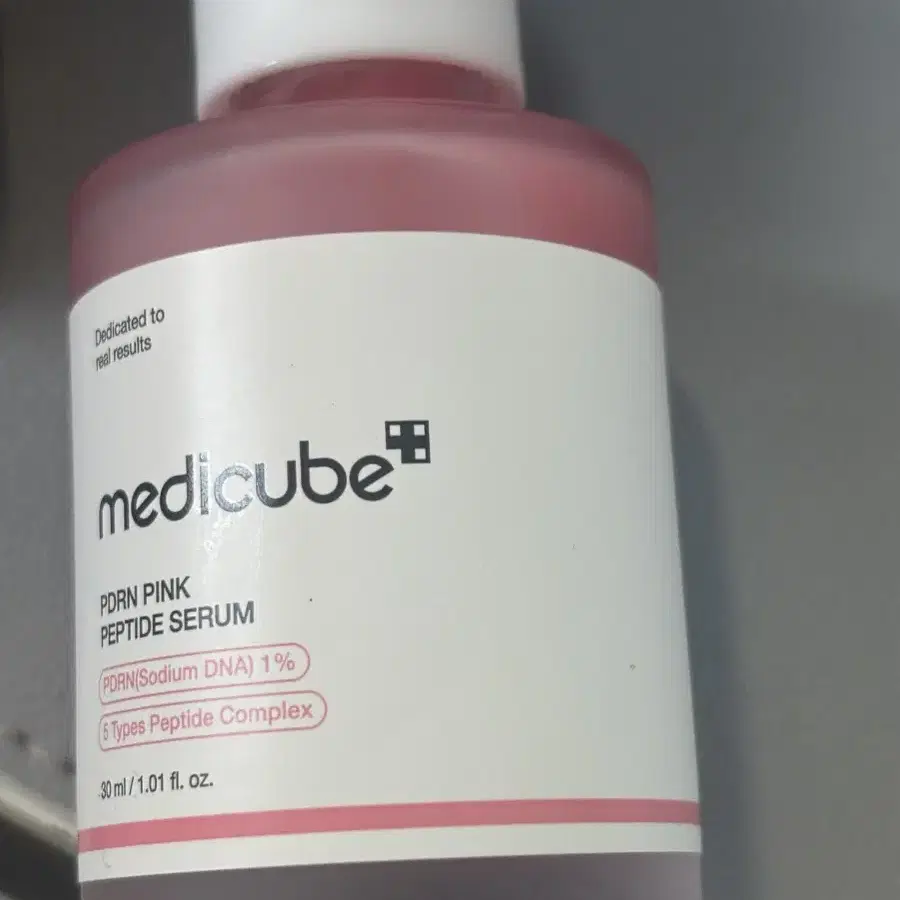 Dedicated to
real results
medicube
PDRN PINK
PEPTIDE SERUM
PDRN(Sodium DNA) 1%
5 Types Peptide Complex
30 ml / 1.01 fl. oz.